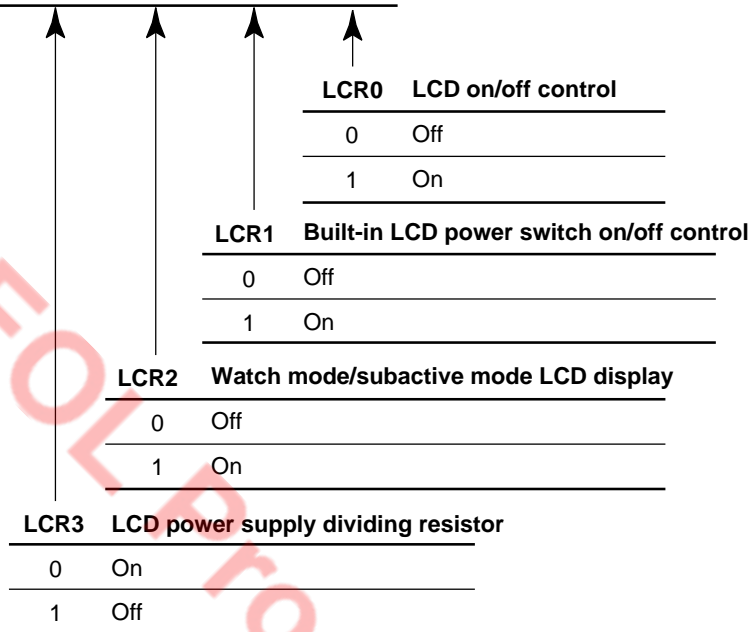 LCR0 LCD on/off control
0 Off
1 On
LCR1 Built-in LCD power switch on/off control
0 Off
1 On
LCR2 Watch mode/subactive mode LCD display
0 Off
1 On
LCR3 LCD power supply dividing resistor
0 On
1 Off
FOL Pro